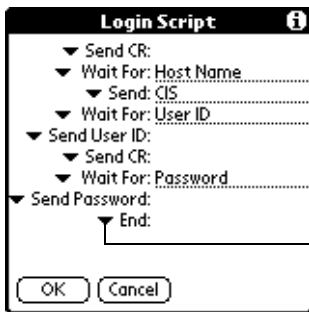 Login Script i
Send CR:
Wait For: Host Name
Send: CIS
Wait For: User ID
Send User ID:
Send CR:
Wait For: Password
Send Password:
End:
OK Cancel